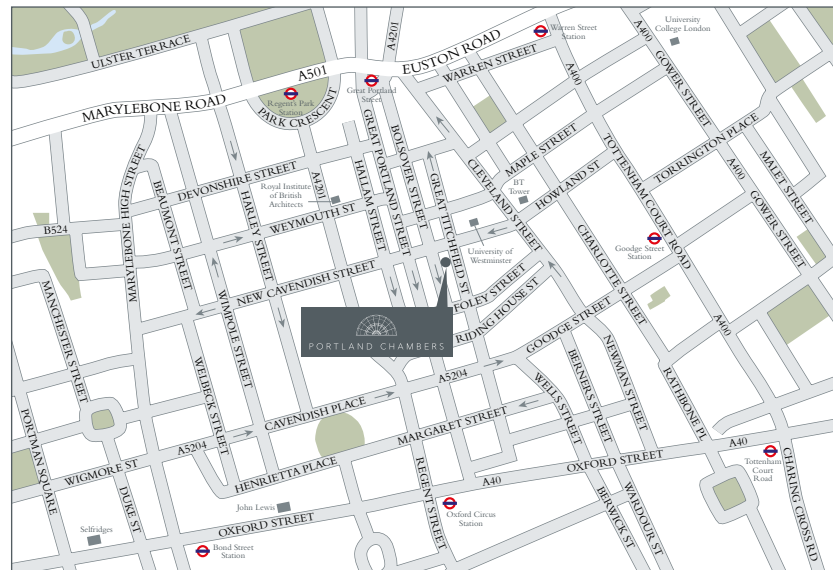 ULSTER TERRACE
A4201
EUSTON ROAD
Warren Street
Station
University
College London
A400
GOWER STREET
A501
WARREN STREET
A400
MARYLEBONE ROAD
Regent's Park
Station
Great Portland
Street
PARK CRESCENT
GREAT PORTLAND STREET
BOLSOVER STREET
MAPLE STREET
TOTTENHAM COURT ROAD
TORRINGTON PLACE
MALET STREET
A400
GOWER STREET
MARYLEBONE HIGH STREET
BEAUMONT STREET
DEVONSHIRE STREET
HARLEY STREET
A4201
HALLAM STREET
GREAT TITCHFIELD ST
CLEVELAND STREET
HOWLAND ST
BT
Tower
Royal Institute
of British
Architects
WEYMOUTH ST
B524
University of
Westminster
CHARLOTTE STREET
Goodge Street
Station
MANCHESTER STREET
NEW CAVENDISH STREET
WIMPOLE STREET
FOLEY STREET
RIDING HOUSE ST
GOODGE STREET
A400
PORTLAND CHAMBERS
WELBECK STREET
A5204
WELLS STREET
BERNERS STREET
NEWMAN STREET
RATHBONE PL
PORTMAN SQUARE
CAVENDISH PLACE
MARGARET STREET
A5204
WIGMORE ST
HENRIETTA PLACE
REGENT STREET
A40
OXFORD STREET
A40
Tottenham
Court
Road
CHARING CROSS RD
DUKE ST
John Lewis
Oxford Circus
Station
BERWICK ST
WARDOUR ST
Selfridges
OXFORD STREET
Bond Street
Station